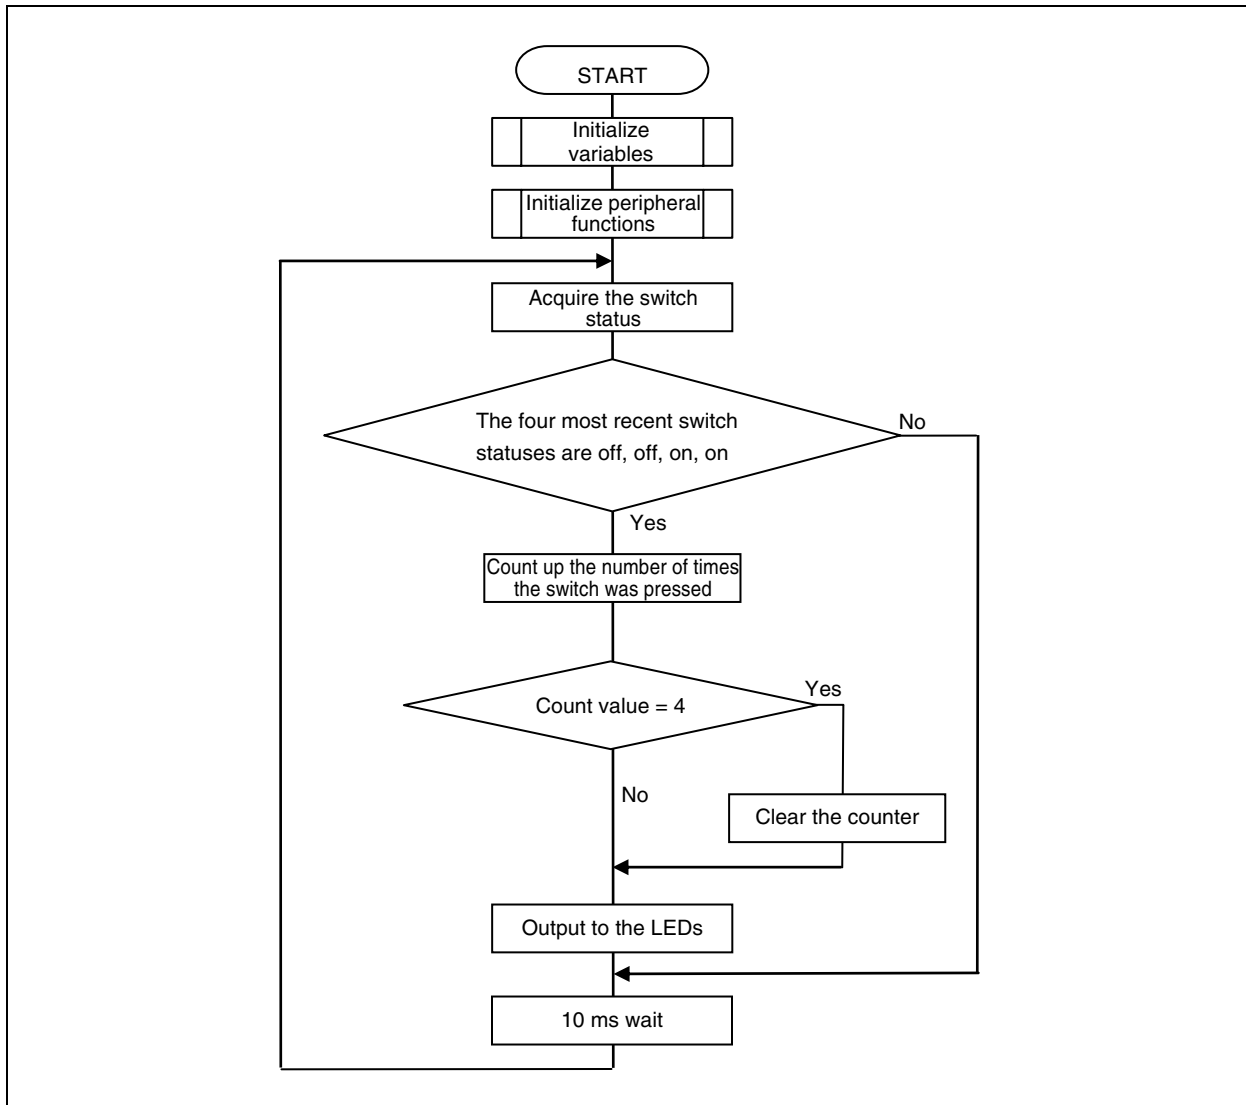 START
Initialize
variables
Initialize peripheral
functions
Acquire the switch
status
The four most recent switch
statuses are off, off, on, on
No
Yes
Count up the number of times
the switch was pressed
Count value = 4
Yes
No
Clear the counter
Output to the LEDs
10 ms wait